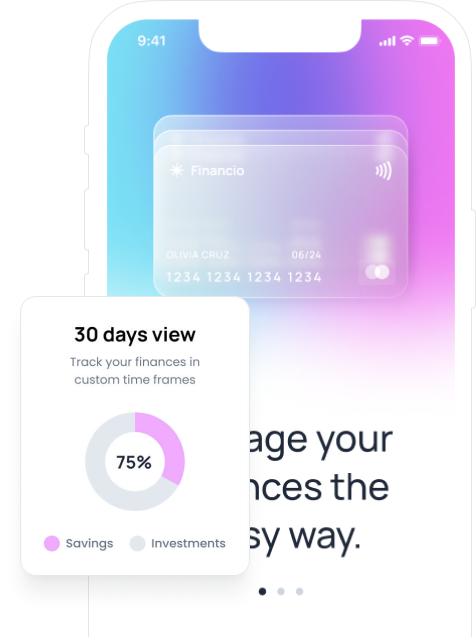 9:41
Financio
OLIVIA CRUZ 06/24
1234 1234 1234 1234
30 days view
Track your finances in
custom time frames
75%
Savings Investments
age your
nces the
sy way.